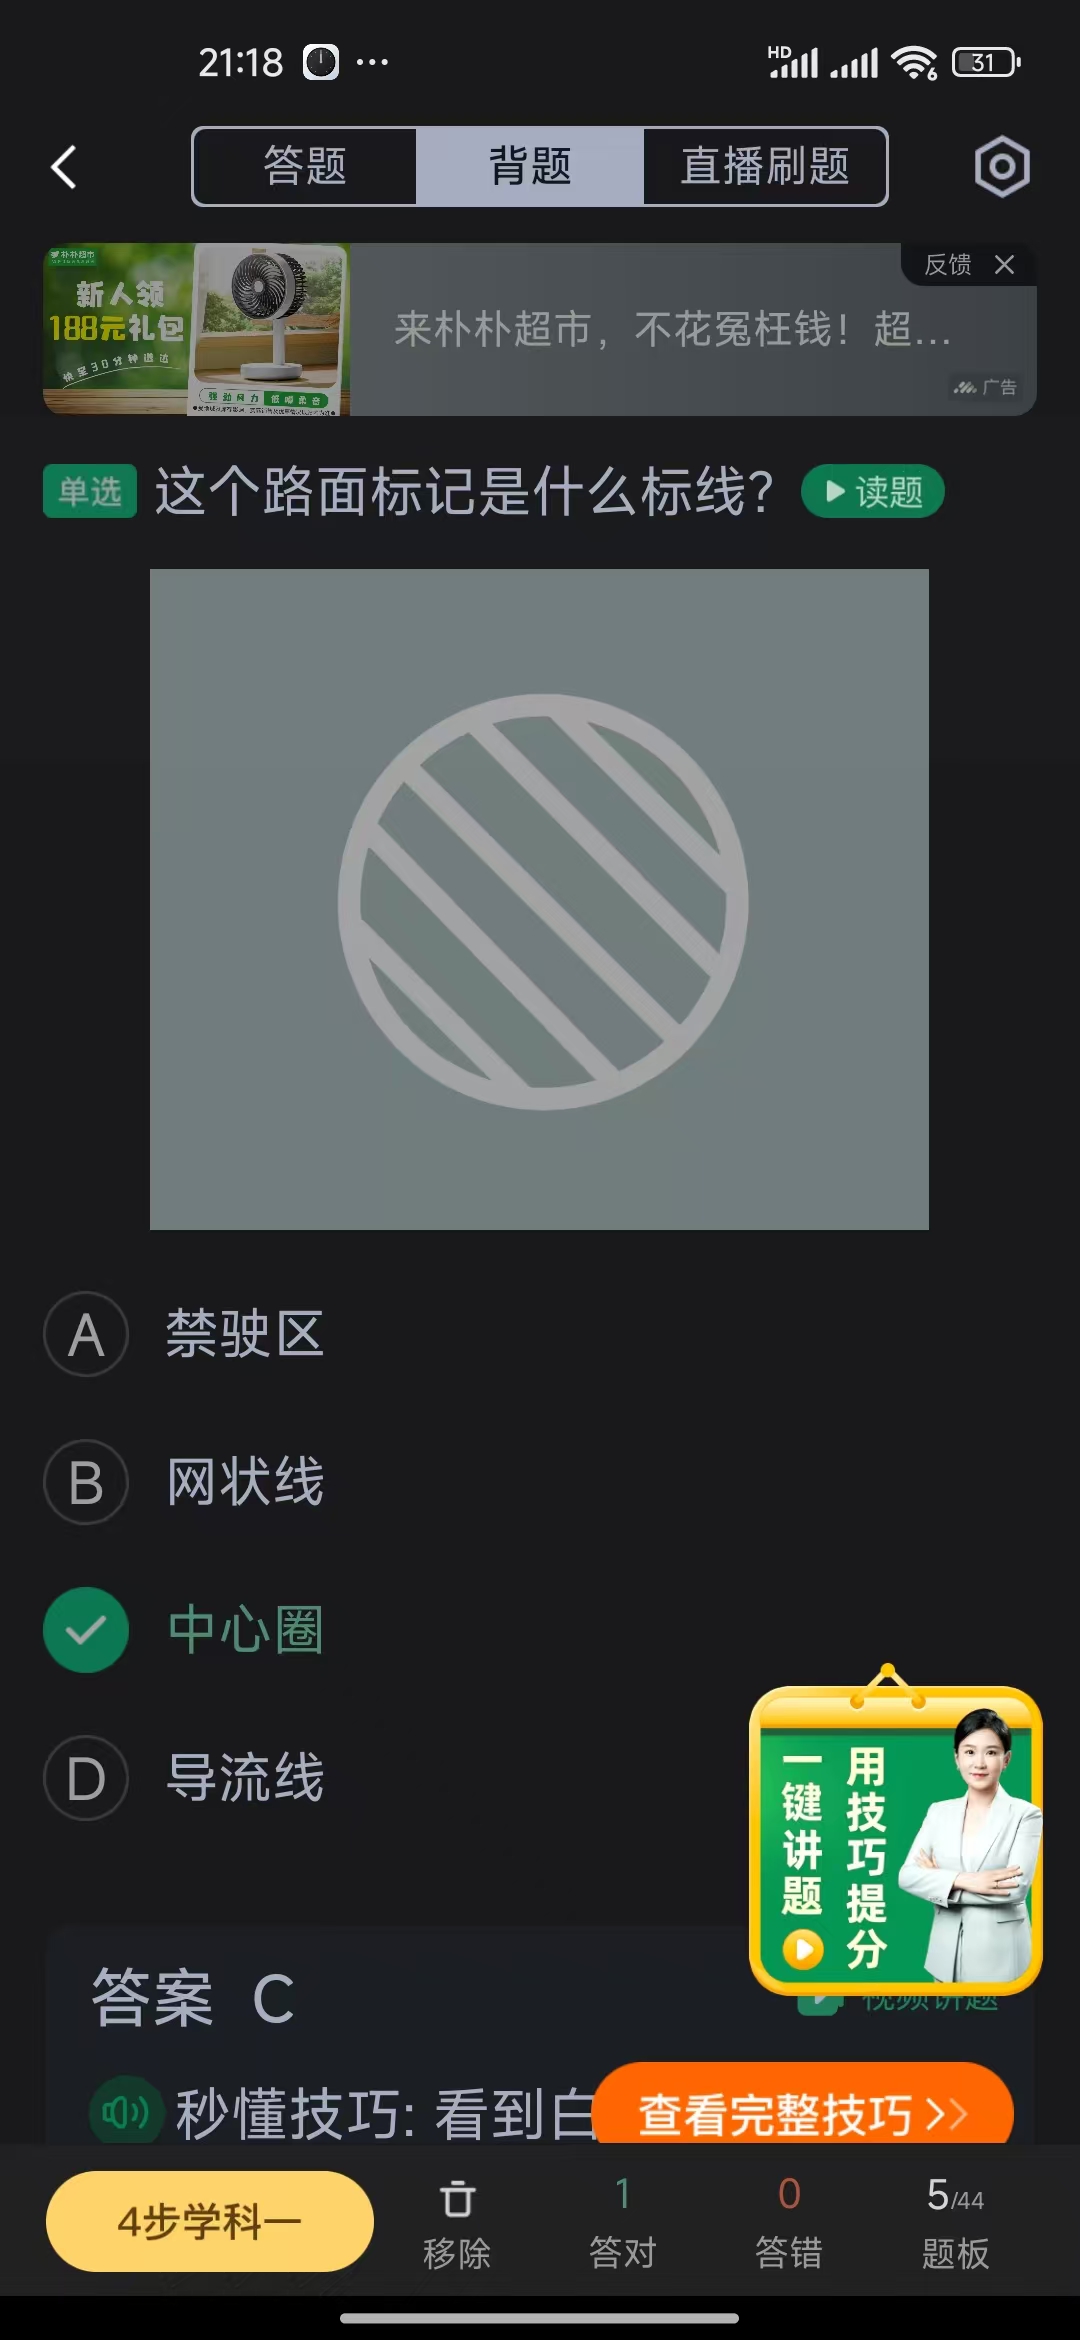 21:18
HD
6
31
答题
背题
直播刷题
朴朴超市
新人领
188元礼包
快至30分钟送达
强劲风力 低噪柔音
来朴朴超市，不花冤枉钱！超...
反馈
广告
单选 这个路面标记是什么标线？ 读题
A 禁驶区
B 网状线
中心圈
D 导流线
用技巧提分
一键讲题
答案 C
视频讲题
秒懂技巧: 看到白
查看完整技巧
4步学科一
移除
1
答对
0
答错
5/44
题板